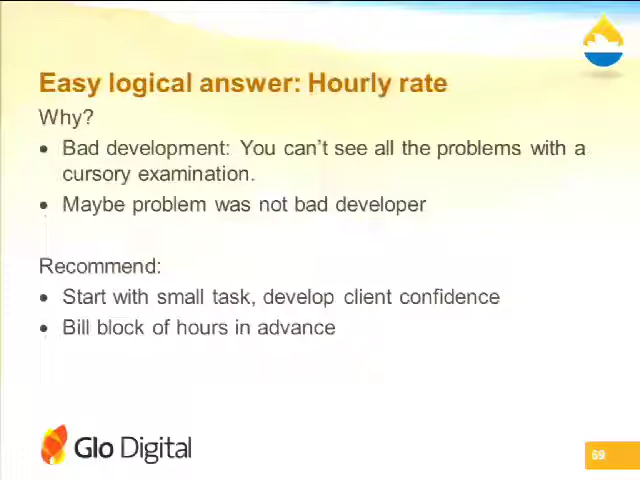 Easy logical answer: Hourly rate
Why?
• Bad development: You can't see all the problems with a
cursory examination.
• Maybe problem was not bad developer
Recommend:
• Start with small task, develop client confidence
• Bill block of hours in advance
Glo Digital
69